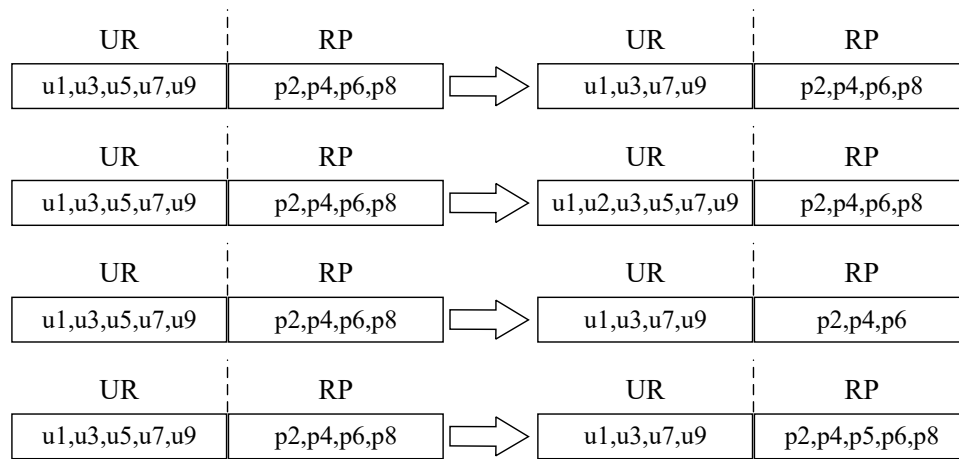 UR RP UR RP
u1,u3,u5,u7,u9 p2,p4,p6,p8 u1,u3,u7,u9 p2,p4,p6,p8
UR RP UR RP
u1,u3,u5,u7,u9 p2,p4,p6,p8 u1,u2,u3,u5,u7,u9 p2,p4,p6,p8
UR RP UR RP
u1,u3,u5,u7,u9 p2,p4,p6,p8 u1,u3,u7,u9 p2,p4,p6
UR RP UR RP
u1,u3,u5,u7,u9 p2,p4,p6,p8 u1,u3,u7,u9 p2,p4,p5,p6,p8